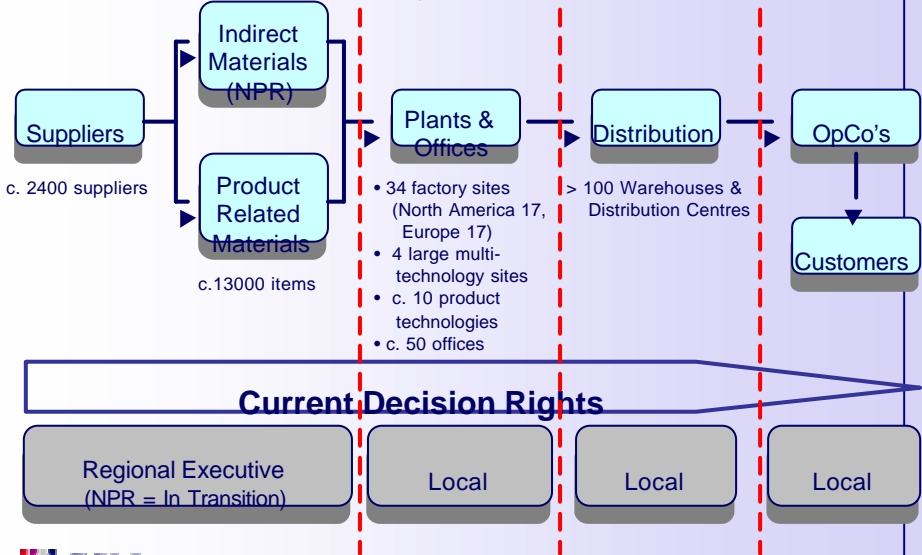 Indirect
Materials
(NPR)
Suppliers
Plants &
Offices
Distribution
OpCo's
c. 2400 suppliers
Product
Related
Materials
c.13000 items
• 34 factory sites
(North America 17,
Europe 17)
• 4 large multi-
technology sites
• c. 10 product
technologies
• c. 50 offices
> 100 Warehouses &
Distribution Centres
Customers
Current Decision Rights
Regional Executive
(NPR = In Transition)
Local
Local
Local